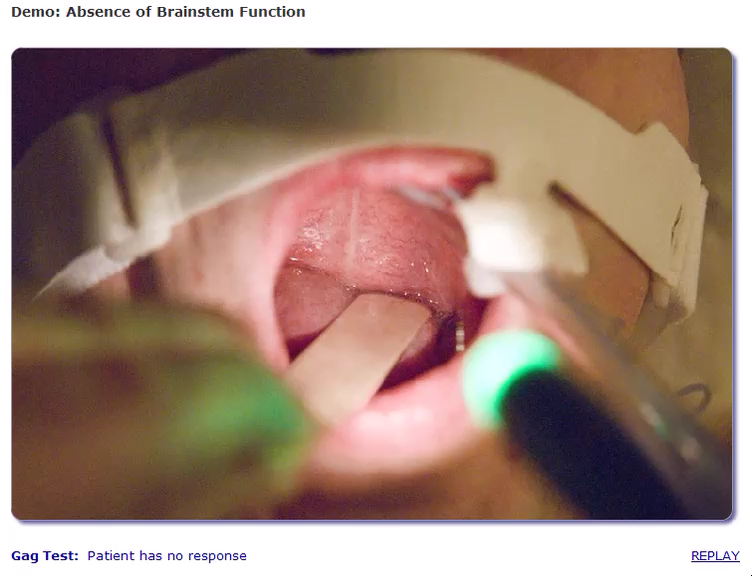 Demo: Absence of Brainstem Function
Gag Test: Patient has no response
REPLAY